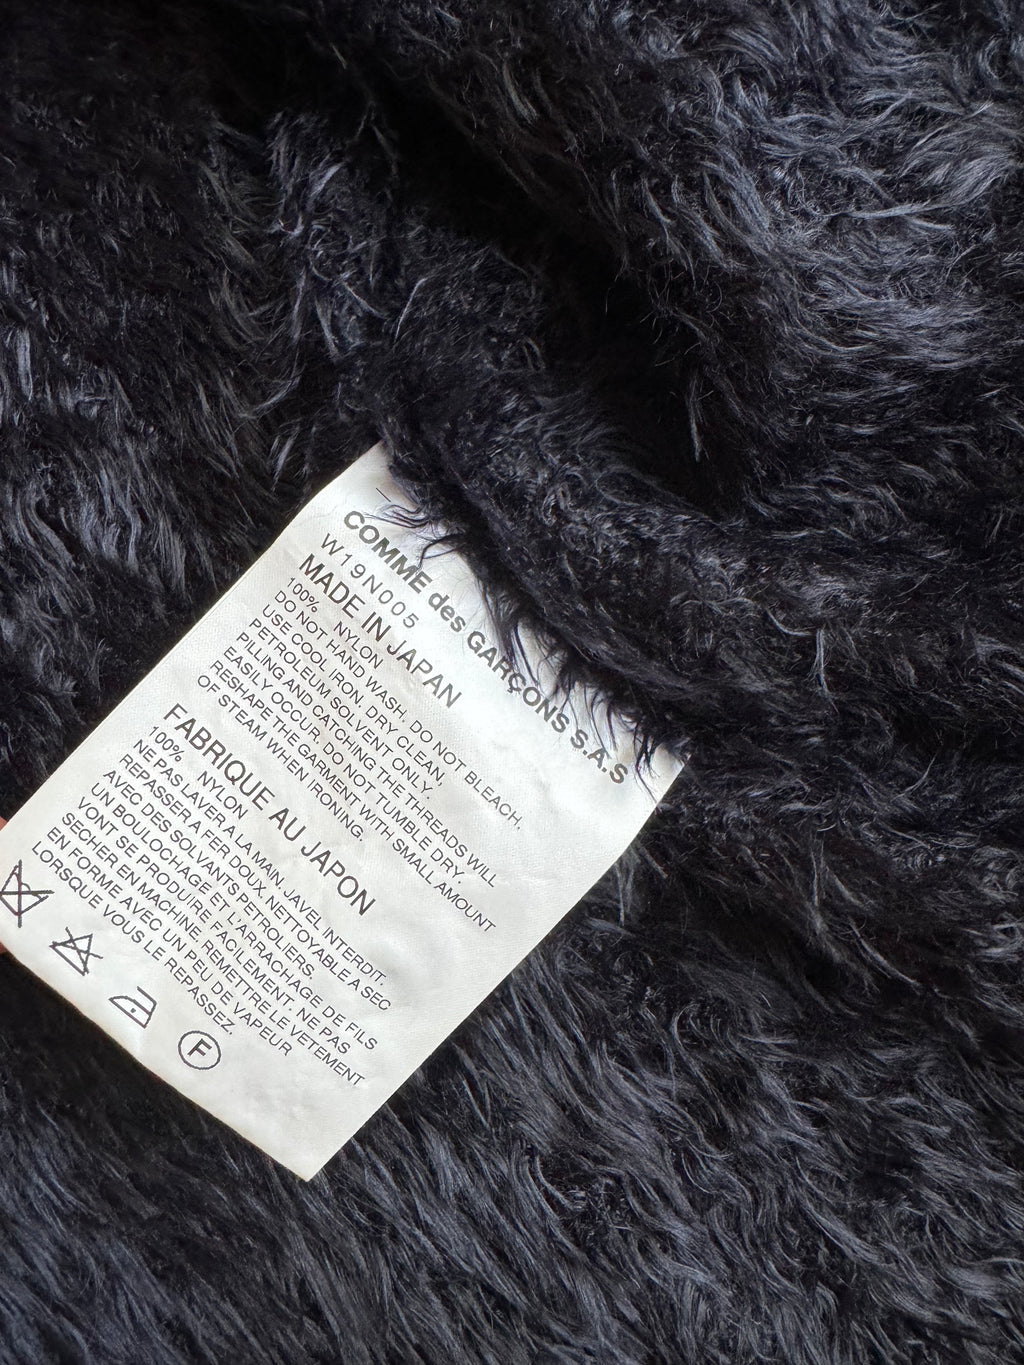 COMME des GARÇONS S.A.S
W19N005
MADE IN JAPAN
100% NYLON
DO NOT HAND WASH. DO NOT BLEACH.
USE COOL IRON. DRY CLEAN
PETROLEUM SOLVENT ONLY.
PILLING AND CATCHING THE THREADS WILL
EASILY OCCUR. DO NOT TUMBLE DRY.
RESHAPE THE GARMENT WITH SMALL AMOUNT
OF STEAM WHEN IRONING.
FABRIQUE AU JAPON
100% NYLON
NE PAS LAVER A LA MAIN. JAVEL INTERDIT.
REPASSER A FER DOUX. NETTOYABLE A SEC
AVEC DES SOLVANTS PETROLIERS.
UN BOULOCHAGE ET L'ARRACHAGE DE FILS
VONT SE PRODUIRE FACILEMENT. NE PAS
SECHER EN MACHINE. REMETTRE LE VETEMENT
EN FORME AVEC UN PEU DE VAPEUR
LORSQUE VOUS LE REPASSEZ.
F